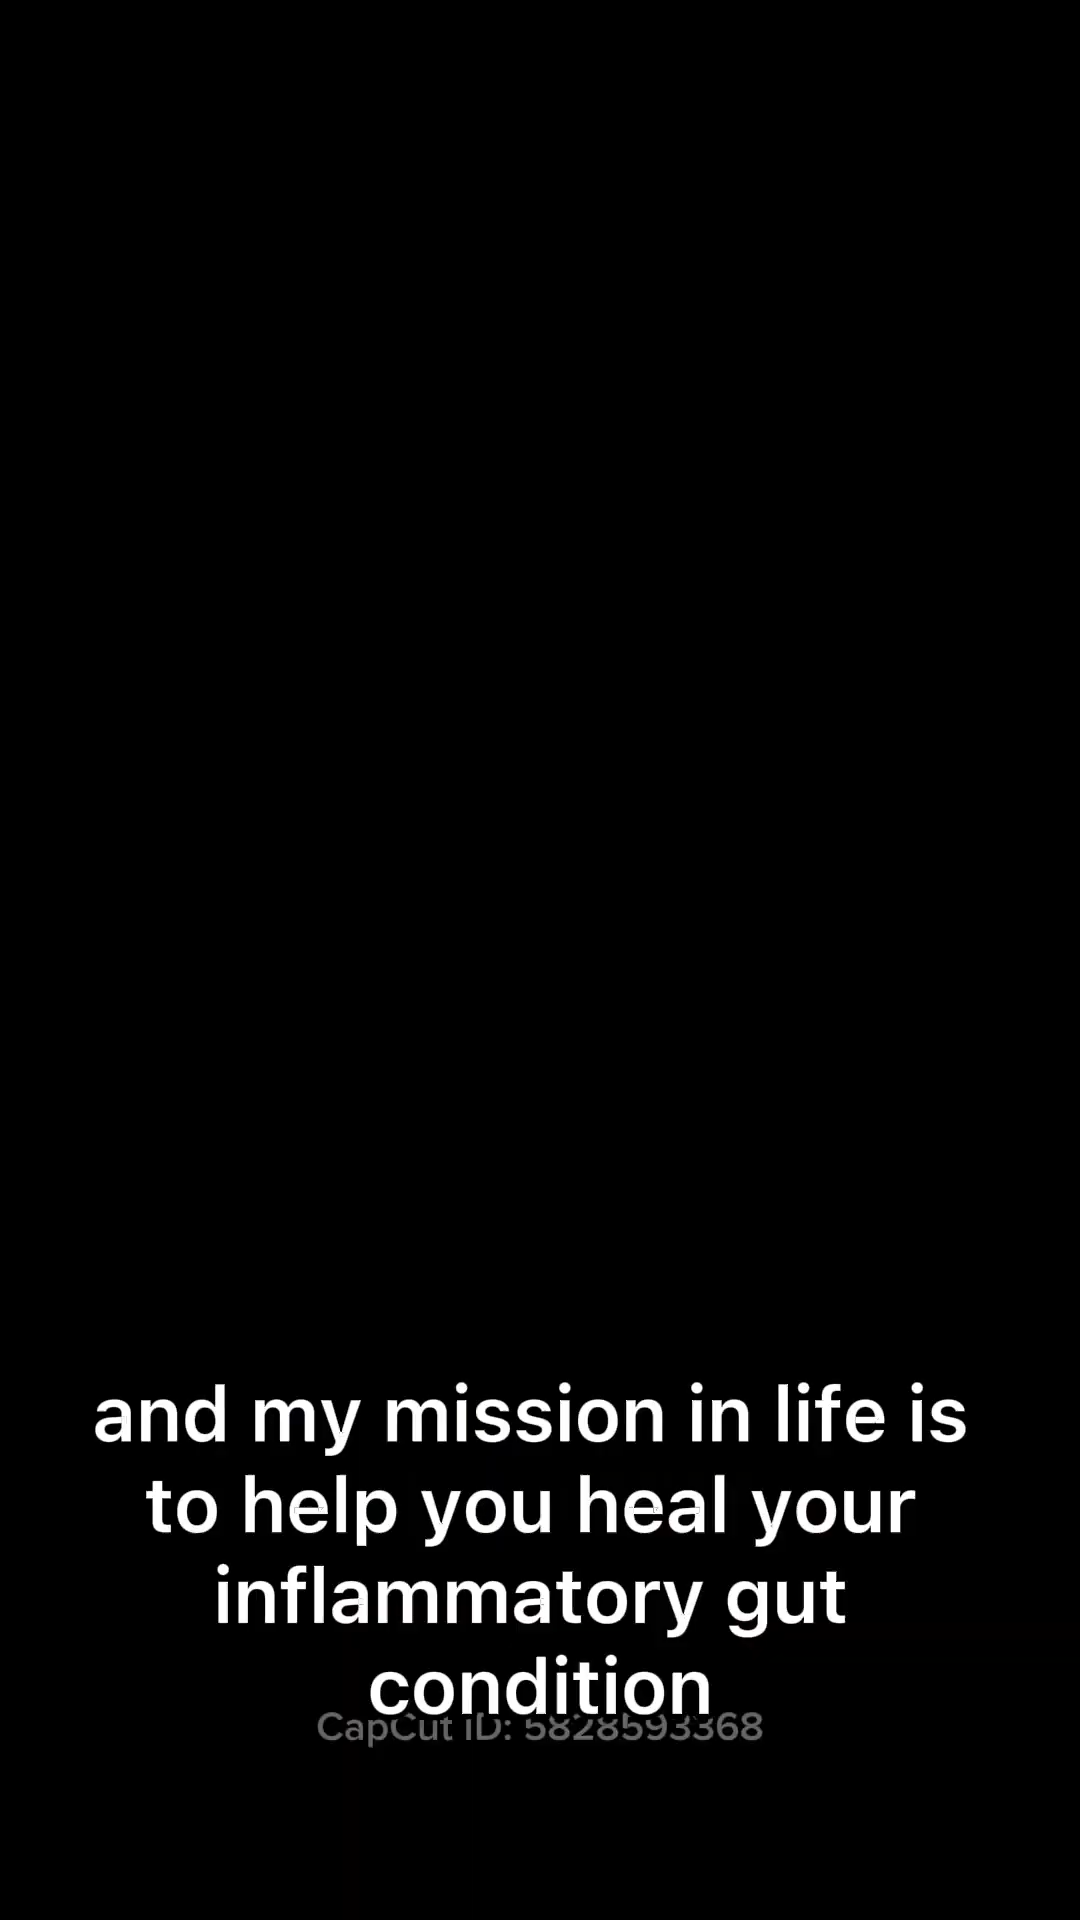 and my mission in life is
to help you heal your
inflammatory gut
condition
CapCut ID: 5828593368